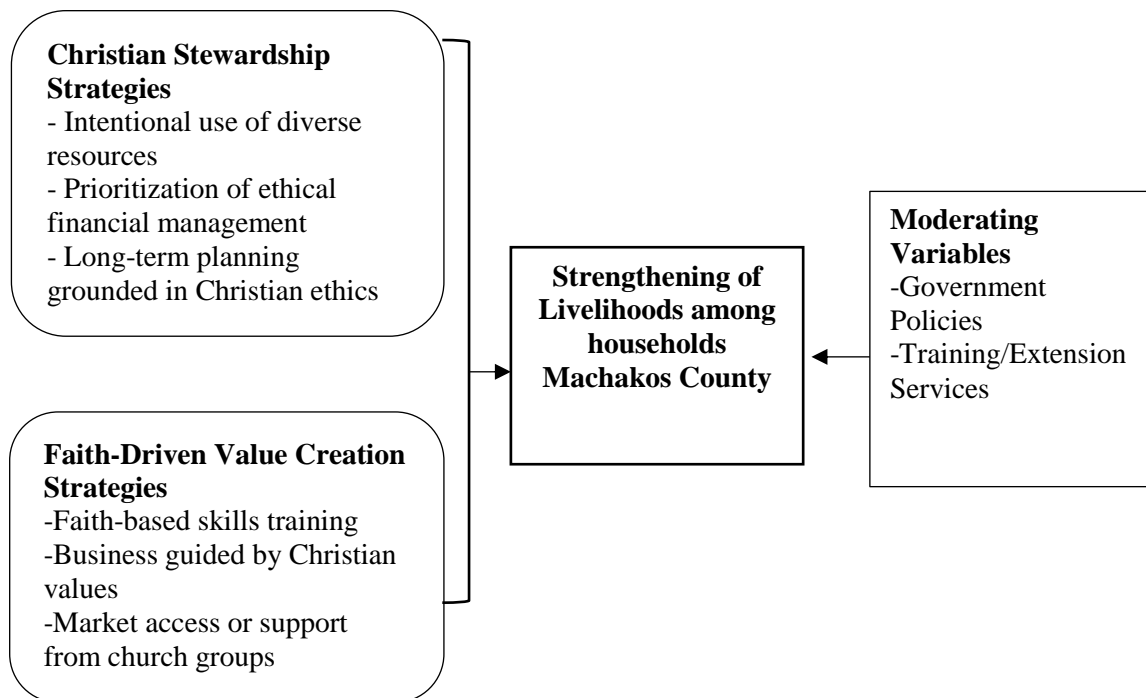 Christian Stewardship
Strategies
- Intentional use of diverse
resources
- Prioritization of ethical
financial management
- Long-term planning
grounded in Christian ethics
Faith-Driven Value Creation
Strategies
-Faith-based skills training
-Business guided by Christian
values
-Market access or support
from church groups
Strengthening of
Livelihoods among
households
Machakos County
Moderating
Variables
-Government
Policies
-Training/Extension
Services